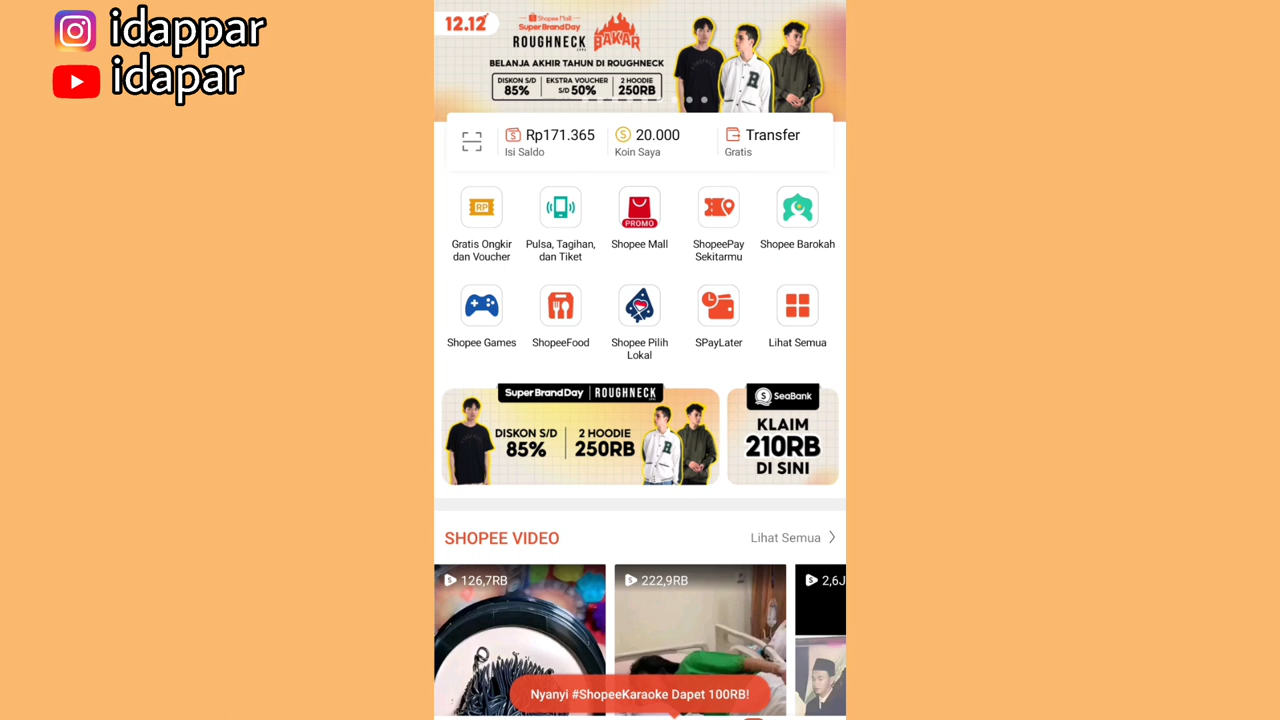 idappar
idapar
12.12
Shopee Mall
Super Brand Day
ROUGHNECK
BAKAR
BELANJA AKHIR TAHUN DI ROUGHNECK
DISKON S/D
85%
EKSTRA VOUCHER
S/D 50%
2 HOODIE
250RB
Rp171.365
Isi Saldo
20.000
Koin Saya
Transfer
Gratis
RP
PROMO
Gratis Ongkir
dan Voucher
Pulsa, Tagihan,
dan Tiket
Shopee Mall
ShopeePay
Sekitarmu
Shopee Barokah
Shopee Games
ShopeeFood
Shopee Pilih
Lokal
SPayLater
Lihat Semua
Super Brand Day
ROUGHNECK
DISKON S/D
85%
2 HOODIE
250RB
SeaBank
KLAIM
210RB
DI SINI
SHOPEE VIDEO
Lihat Semua
126,7RB
222,9RB
2,6J
Nyanyi #ShopeeKaraoke Dapet 100RB!